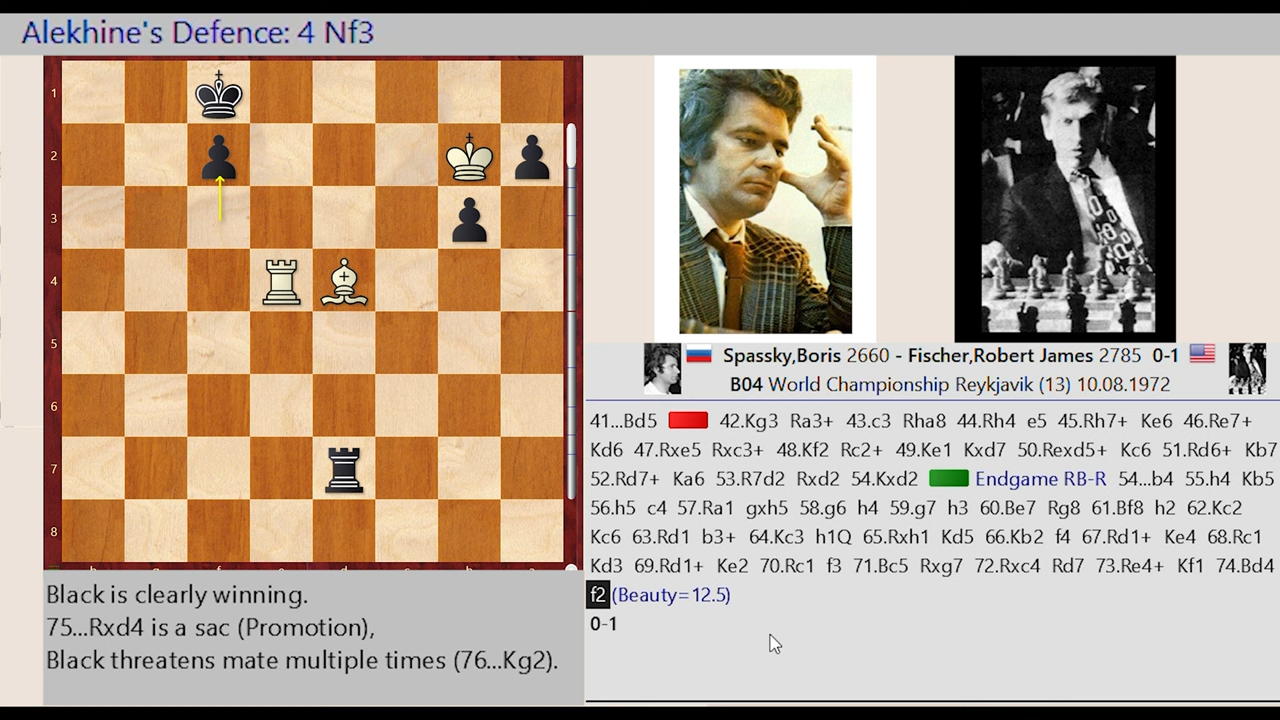 Alekhine's Defence: 4 Nf3
1
2
3
4
5
6
7
8
Spassky,Boris 2660 - Fischer,Robert James 2785 0-1
B04 World Championship Reykjavik (13) 10.08.1972
41...Bd5 42.Kg3 Ra3+ 43.c3 Rha8 44.Rh4 e5 45.Rh7+ Ke6 46.Re7+
Kd6 47.Rxe5 Rxc3+ 48.Kf2 Rc2+ 49.Ke1 Kxd7 50.Rexd5+ Kc6 51.Rd6+ Kb7
52.Rd7+ Ka6 53.R7d2 Rxd2 54.Kxd2 Endgame RB-R 54...b4 55.h4 Kb5
56.h5 c4 57.Ra1 gxh5 58.g6 h4 59.g7 h3 60.Be7 Rg8 61.Bf8 h2 62.Kc2
Kc6 63.Rd1 b3+ 64.Kc3 h1Q 65.Rxh1 Kd5 66.Kb2 f4 67.Rd1+ Ke4 68.Rc1
Kd3 69.Rd1+ Ke2 70.Rc1 f3 71.Bc5 Rxg7 72.Rxc4 Rd7 73.Re4+ Kf1 74.Bd4
f2 (Beauty=12.5)
0-1
Black is clearly winning.
75...Rxd4 is a sac (Promotion),
Black threatens mate multiple times (76...Kg2).